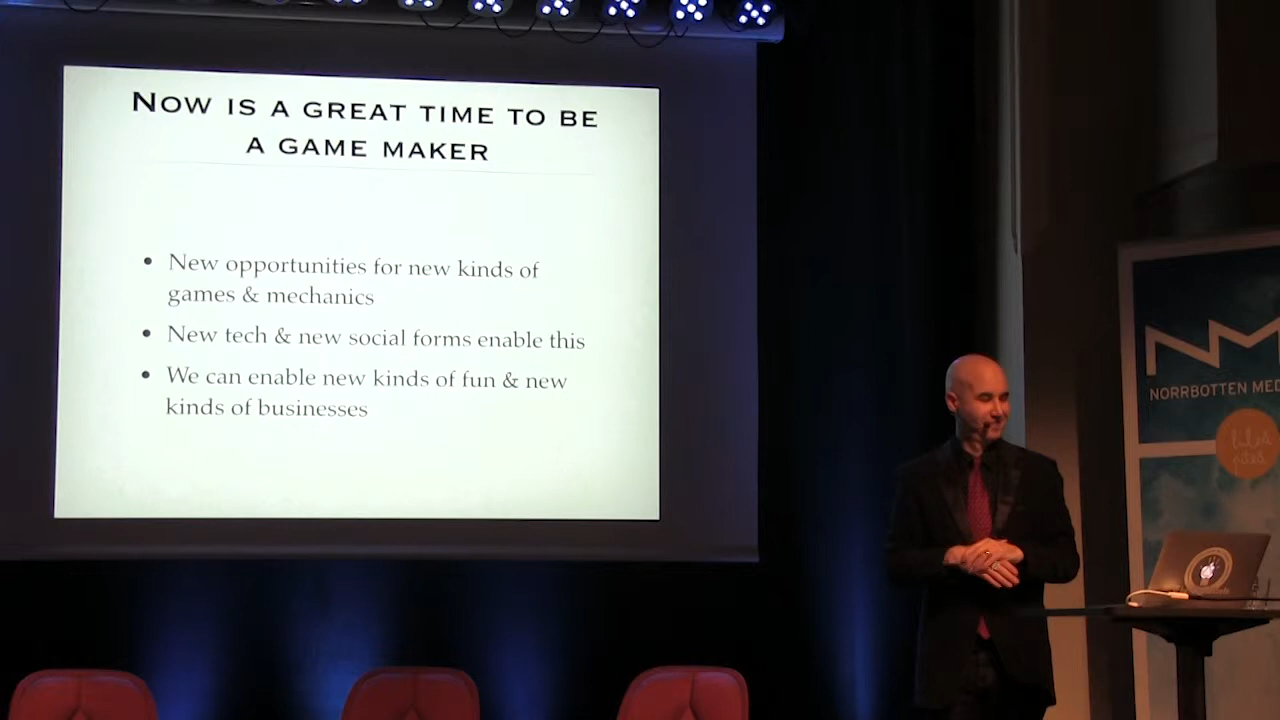 NOW IS A GREAT TIME TO BE
A GAME MAKER
• New opportunities for new kinds of
games & mechanics
• New tech & new social forms enable this
• We can enable new kinds of fun & new
kinds of businesses
NORRBOTTEN MED